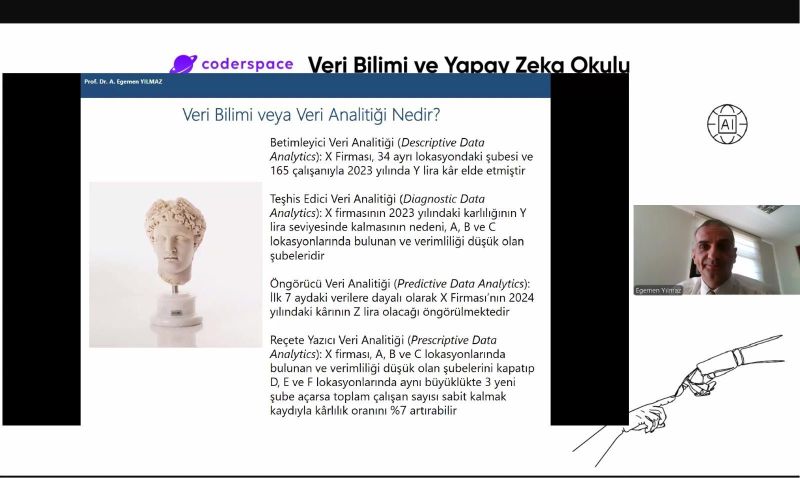 coderspace
Veri Bilimi ve Yapay Zeka Okulu
Prof. Dr. A. Egemen YILMAZ
Veri Bilimi veya Veri Analitiği Nedir?
Betimleyici Veri Analitiği (Descriptive Data
Analytics): X Firması, 34 ayrı lokasyondaki şubesi ve
165 çalışanıyla 2023 yılında Y lira kâr elde etmiştir
Teşhis Edici Veri Analitiği (Diagnostic Data
Analytics): X firmasının 2023 yılındaki karlılığının Y
lira seviyesinde kalmasının nedeni, A, B ve C
lokasyonlarında bulunan ve verimliliği düşük olan
şubeleridir
Öngörücü Veri Analitiği (Predictive Data Analytics):
İlk 7 aydaki verilere dayalı olarak X Firması'nın 2024
yılındaki kârının Z lira olacağı öngörülmektedir
Reçete Yazıcı Veri Analitiği (Prescriptive Data
Analytics): X firması, A, B ve C lokasyonlarında
bulunan ve verimliliği düşük olan şubelerini kapatıp
D, E ve F lokasyonlarında aynı büyüklükte 3 yeni
şube açarsa toplam çalışan sayısı sabit kalmak
kaydıyla kârlılık oranını %7 artırabilir
AI
Egemen Yılmaz